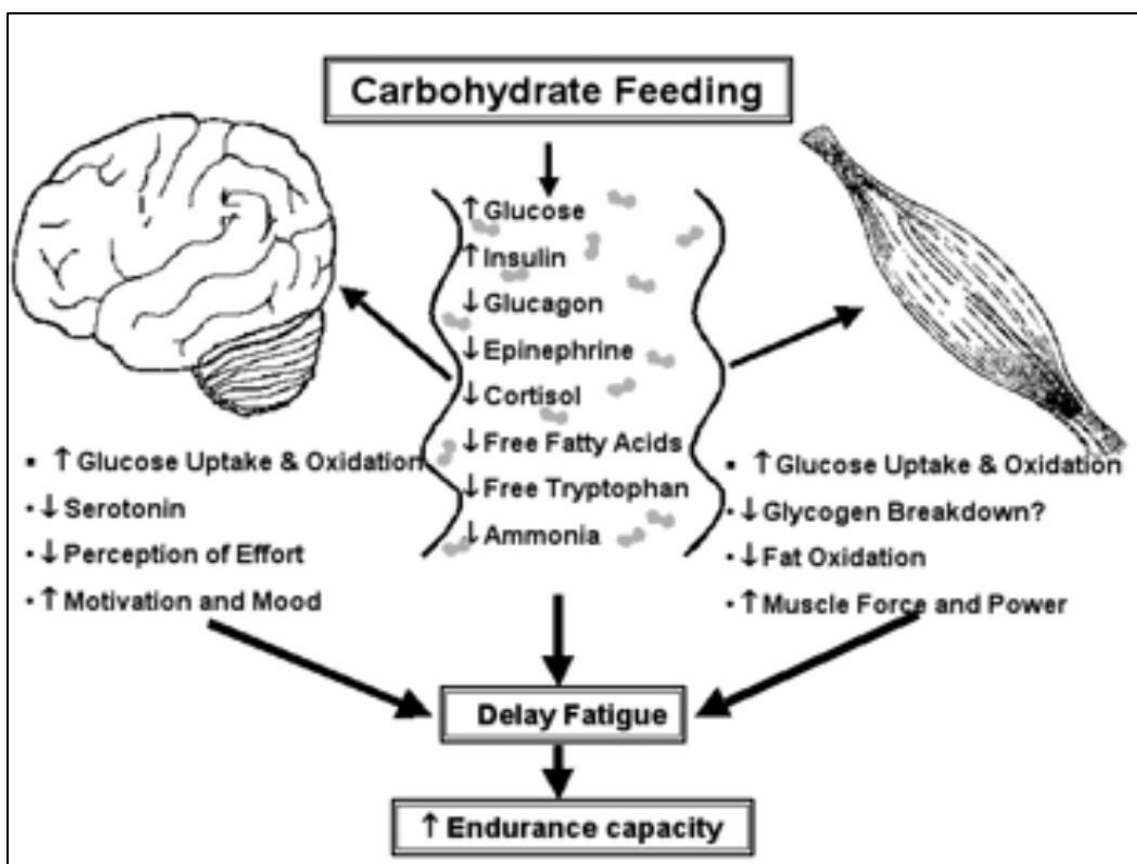 Carbohydrate Feeding
↑Glucose
↑Insulin
↓Glucagon
↓Epinephrine
↓Cortisol
↓Free Fatty Acids
↓Free Tryptophan
↓Ammonia
▪ ↑Glucose Uptake & Oxidation
• ↓Serotonin
• ↓Perception of Effort
• ↑Motivation and Mood
▪ ↑Glucose Uptake & Oxidation
• ↓Glycogen Breakdown?
• ↓Fat Oxidation
• ↑Muscle Force and Power
Delay Fatigue
↑ Endurance capacity